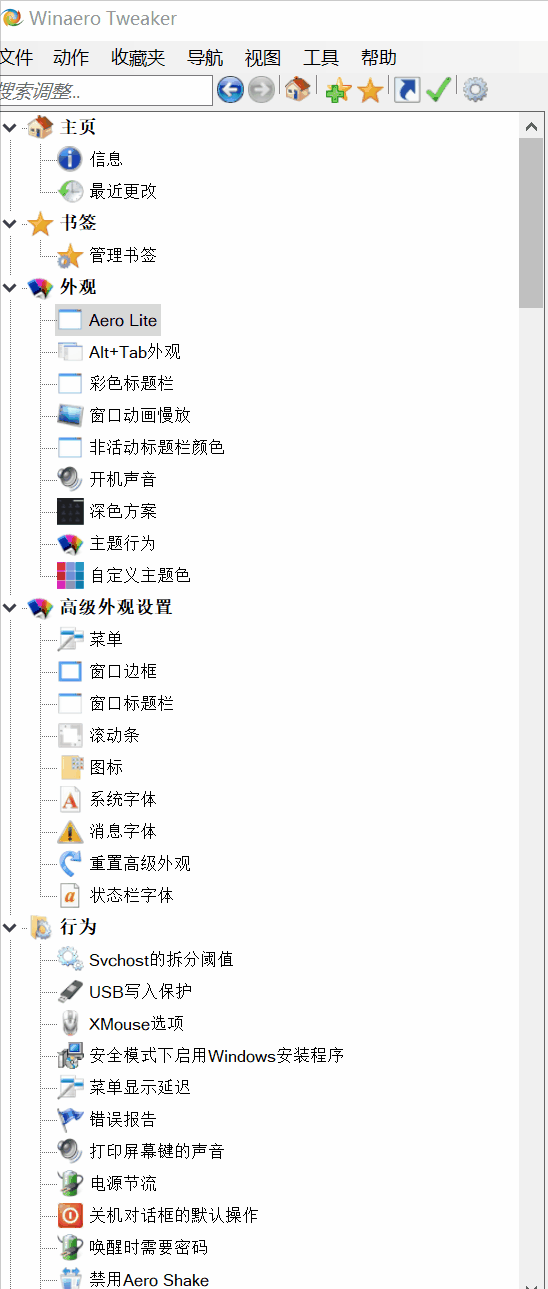 Winaero Tweaker
文件 动作 收藏夹 导航 视图 工具 帮助
搜索调整...
主页
信息
最近更改
书签
管理书签
外观
Aero Lite
Alt+Tab外观
彩色标题栏
窗口动画慢放
非活动标题栏颜色
开机声音
深色方案
主题行为
自定义主题色
高级外观设置
菜单
窗口边框
窗口标题栏
滚动条
图标
系统字体
消息字体
重置高级外观
状态栏字体
行为
Svchost的拆分阈值
USB写入保护
XMouse选项
安全模式下启用Windows安装程序
菜单显示延迟
错误报告
打印屏幕键的声音
电源节流
关机对话框的默认操作
唤醒时需要密码
禁用Aero Shake